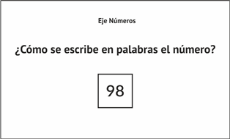 Eje Números
¿Cómo se escribe en palabras el número?
98